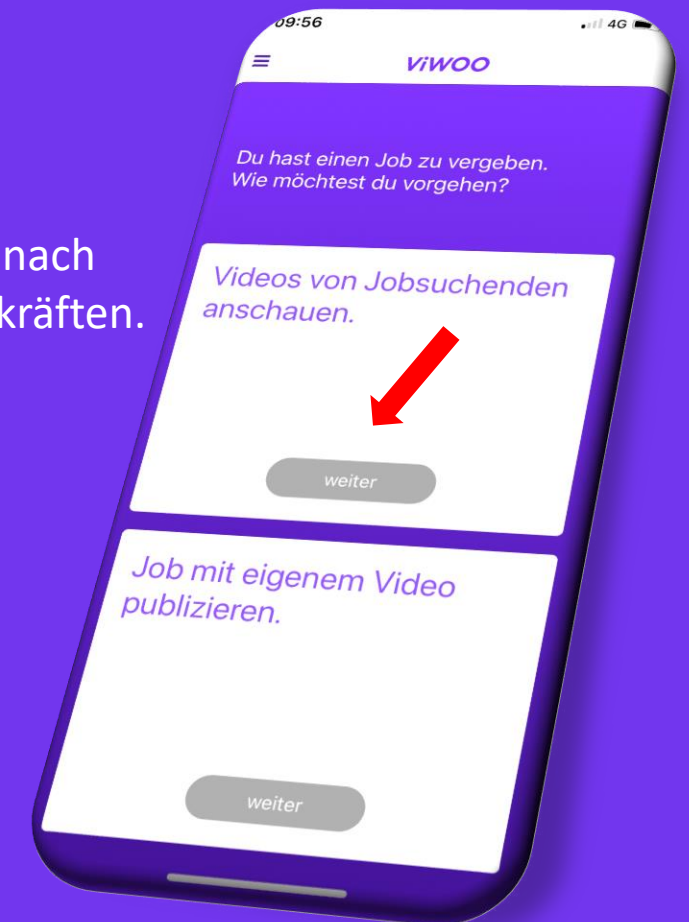 09:56
4G
ViWOO
Du hast einen Job zu vergeben.
Wie möchtest du vorgehen?
nach
kräften.
Videos von Jobsuchenden
anschauen.
weiter
Job mit eigenem Video
publizieren.
weiter